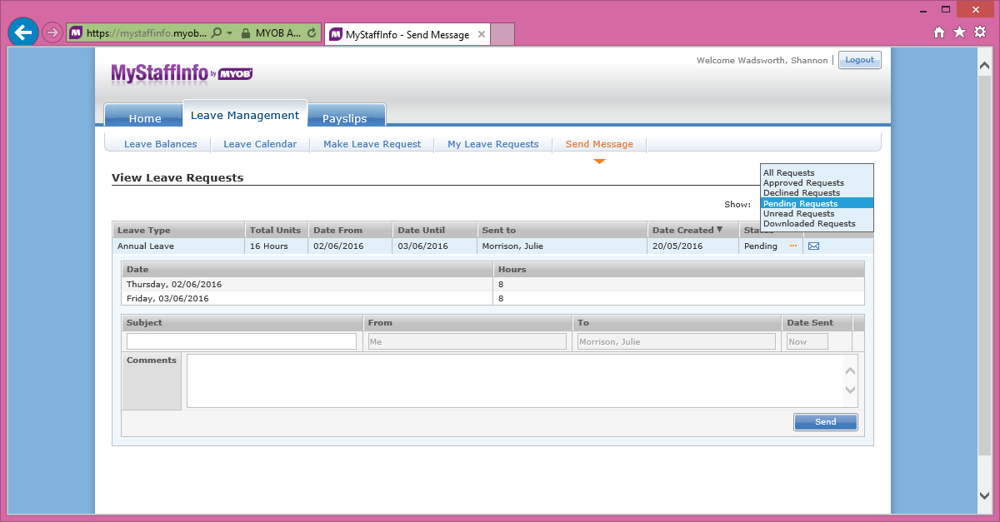 https://mystaffinfo.myob... MYOB A... MyStaffInfo - Send Message
Welcome Wadsworth, Shannon | Logout
MyStaffInfo by MYOB
Home Leave Management Payslips
Leave Balances Leave Calendar Make Leave Request My Leave Requests Send Message
View Leave Requests
Show:
All Requests
Approved Requests
Declined Requests
Pending Requests
Unread Requests
Downloaded Requests
Leave Type Total Units Date From Date Until Sent to Date Created ▼
Annual Leave 16 Hours 02/06/2016 03/06/2016 Morrison, Julie 20/05/2016 Pending ...
Date Hours
Thursday, 02/06/2016 8
Friday, 03/06/2016 8
Subject From To Date Sent
Me Morrison, Julie Now
Comments
Send